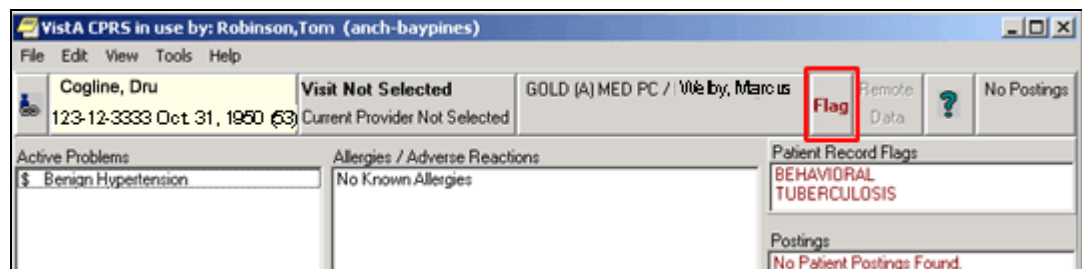 VistA CPRS in use by: Robinson,Tom (anch-baypines)
File Edit View Tools Help
Cogline, Dru
123-12-3333 Oct 31, 1950 (53)
Visit Not Selected
Current Provider Not Selected
GOLD (A) MED PC / Welby, Marcus
Flag
Remote
Data
?
No Postings
Active Problems
$ Benign Hypertension
Allergies / Adverse Reactions
No Known Allergies
Patient Record Flags
BEHAVIORAL
TUBERCULOSIS
Postings
No Patient Postings Found.